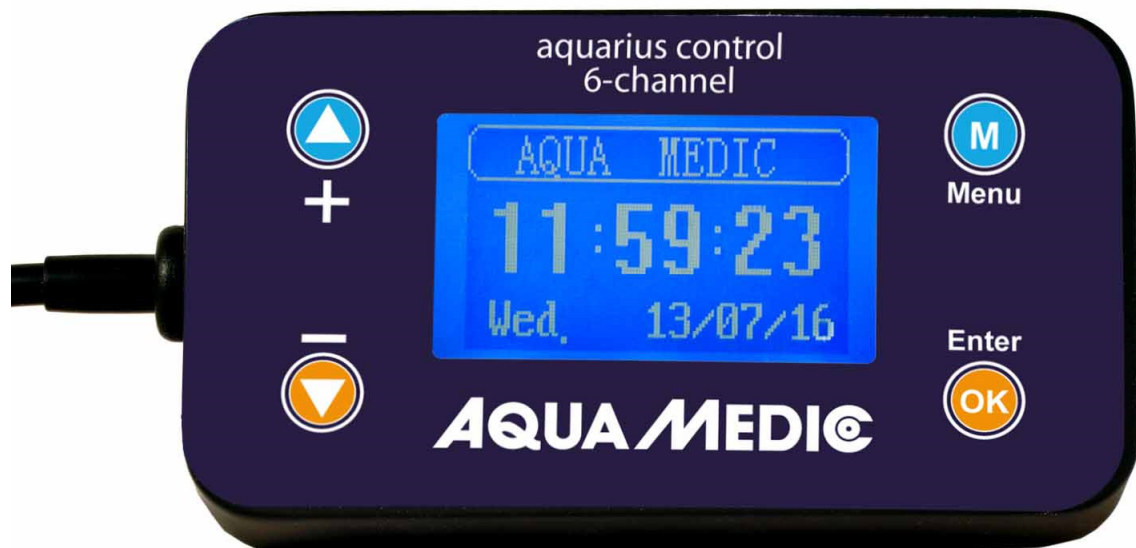 aquarius control
6-channel
+
M
Menu
AQUA MEDIC
11:59:23
Wed. 13/07/16
−
Enter
OK
AQUA MEDIC